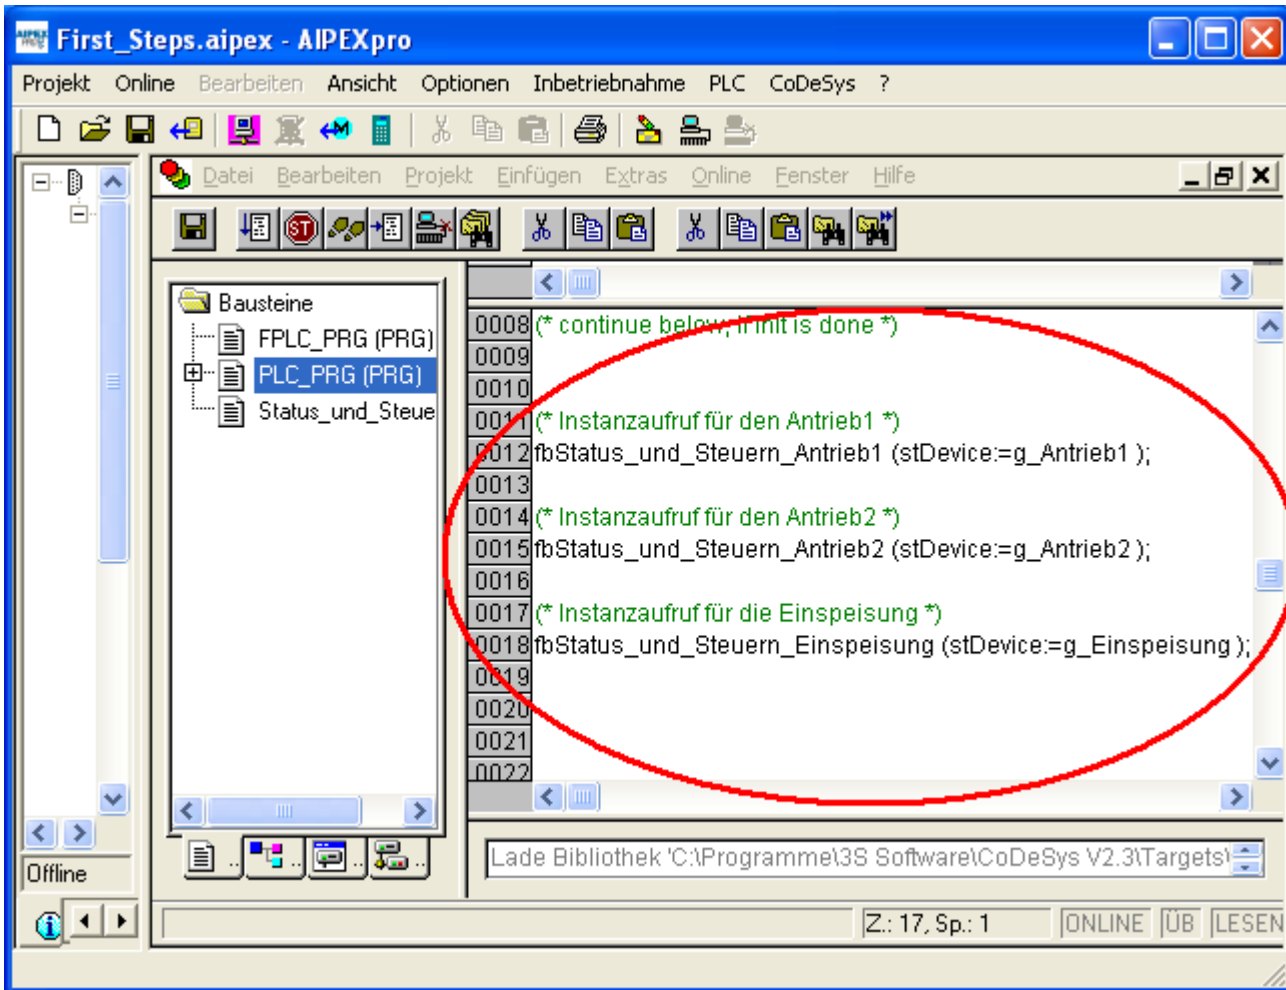 First_Steps.aipex - AIPEXpro
Projekt Online Bearbeiten Ansicht Optionen Inbetriebnahme PLC CoDeSys ?
Datei Bearbeiten Projekt Einfügen Extras Online Fenster Hilfe
Bausteine
FPLC_PRG (PRG)
PLC_PRG (PRG)
Status_und_Steue
0008 (* continue below, if init is done *)
0009
0010
0011 (* Instanzaufruf für den Antrieb1 *)
0012 fbStatus_und_Steuern_Antrieb1 (stDevice:=g_Antrieb1 );
0013
0014 (* Instanzaufruf für den Antrieb2 *)
0015 fbStatus_und_Steuern_Antrieb2 (stDevice:=g_Antrieb2 );
0016
0017 (* Instanzaufruf für die Einspeisung *)
0018 fbStatus_und_Steuern_Einspeisung (stDevice:=g_Einspeisung );
0019
0020
0021
0022
Lade Bibliothek 'C:\Programme\3S Software\CoDeSys V2.3\Targets\
Offline
Z.: 17, Sp.: 1 ONLINE ÜB LESEN